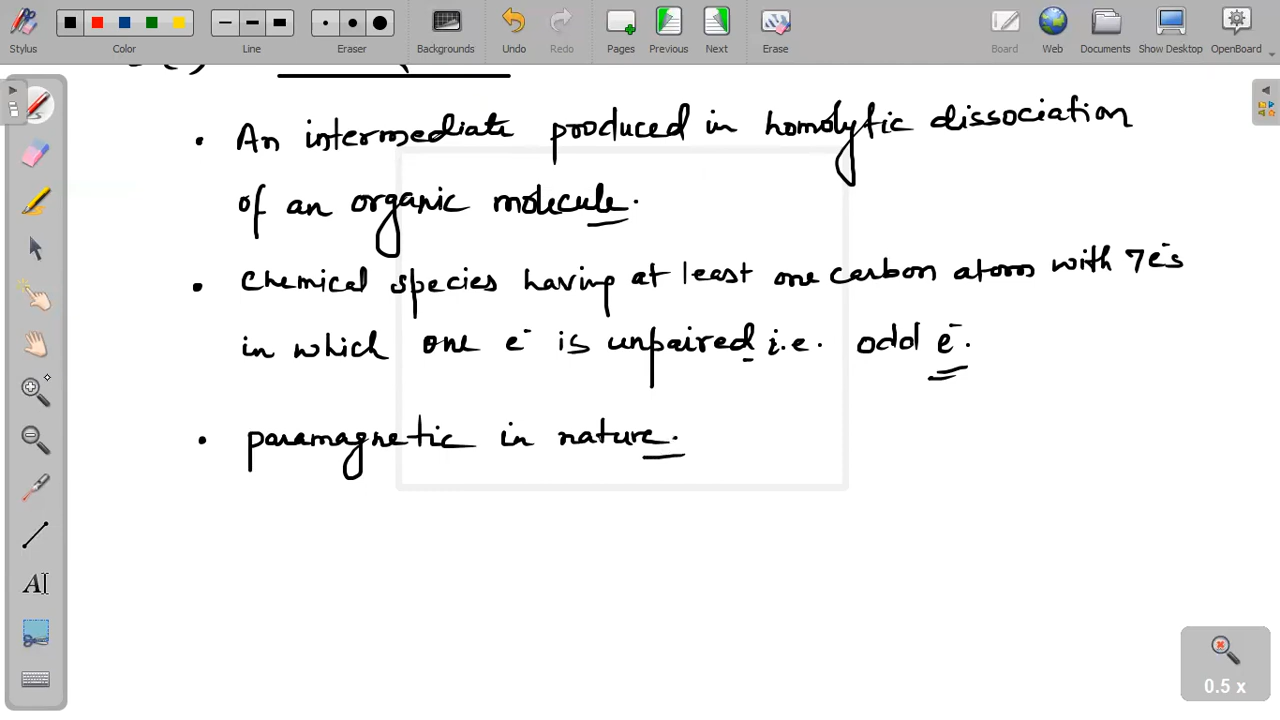 Stylus Color Line Eraser Backgrounds Undo Redo Pages Previous Next Erase Board Web Documents Show Desktop OpenBoard
• An intermediate produced in homolytic dissociation
of an organic molecule.
• Chemical species having at least one carbon atom with 7e⁻s
in which one e⁻ is unpaired i.e. odd e⁻.
• paramagnetic in nature.
AI
0.5 x